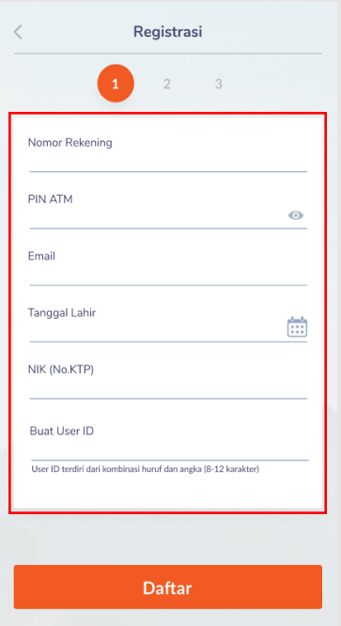 Registrasi
1 2 3
Nomor Rekening
PIN ATM
Email
Tanggal Lahir
NIK (No.KTP)
Buat User ID
User ID terdiri dari kombinasi huruf dan angka (8-12 karakter)
Daftar